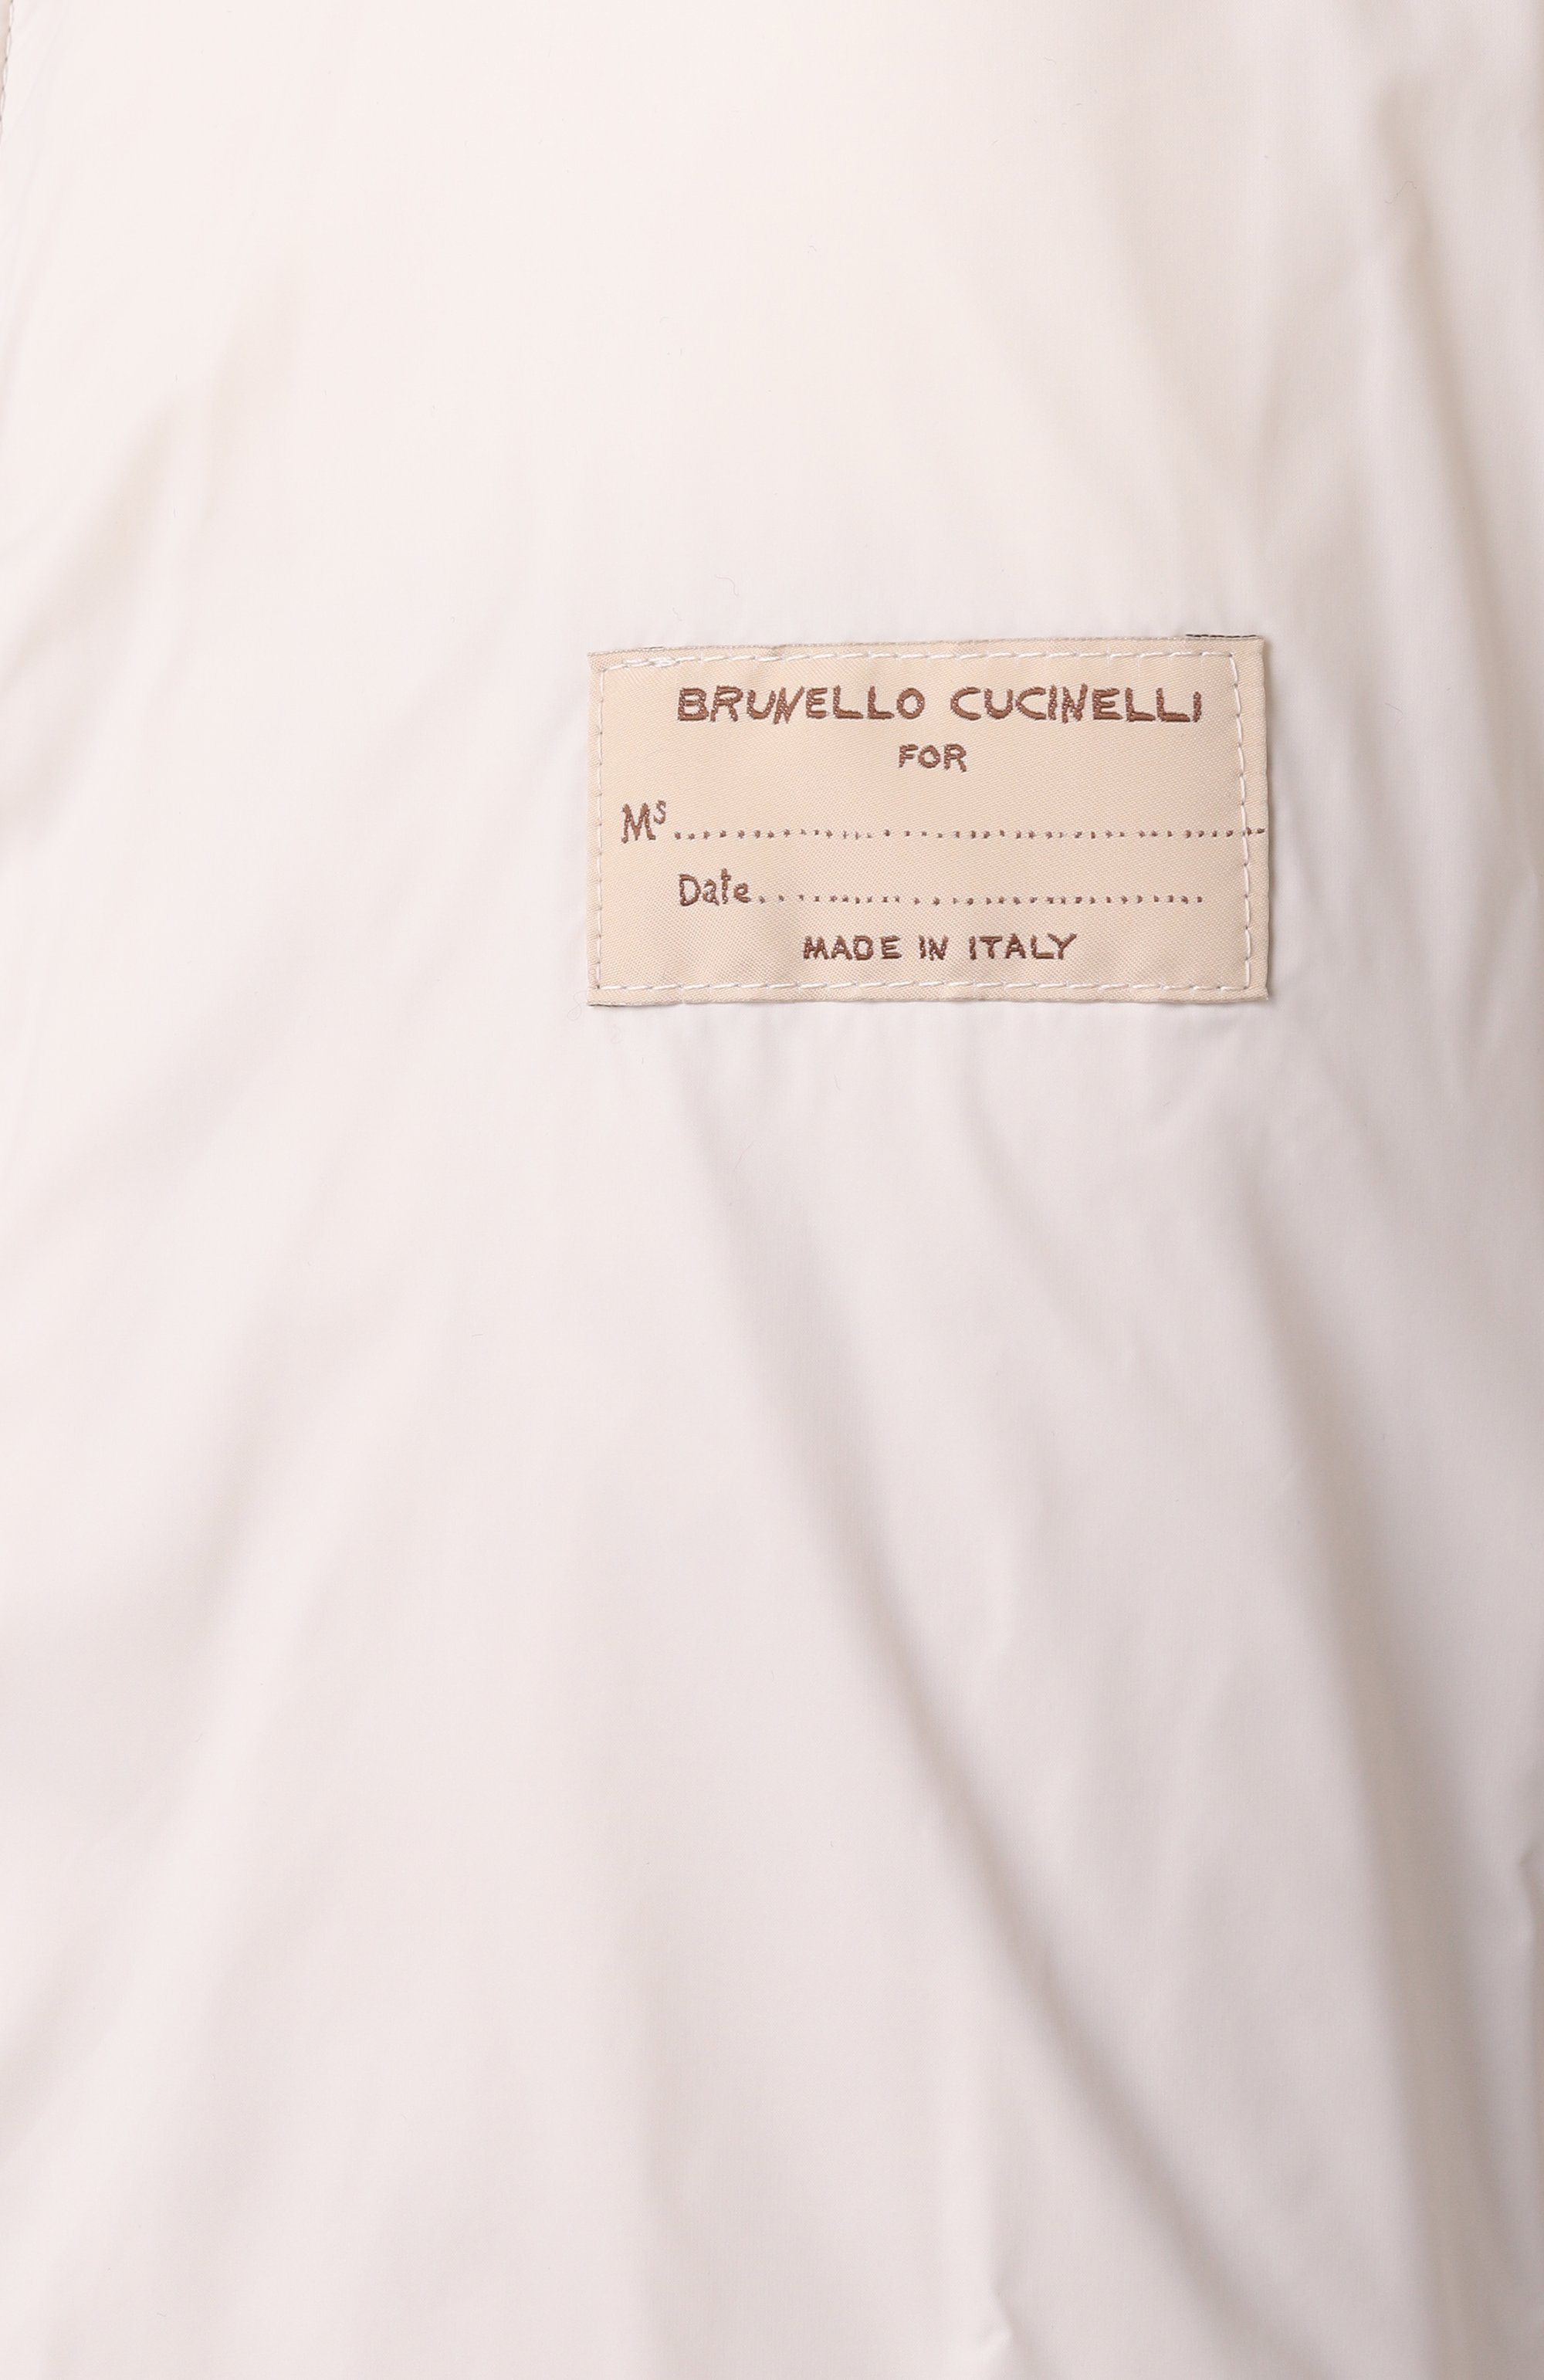 BRUNELLO CUCINELLI
FOR
Ms..........................................
Date..................................
MADE IN ITALY